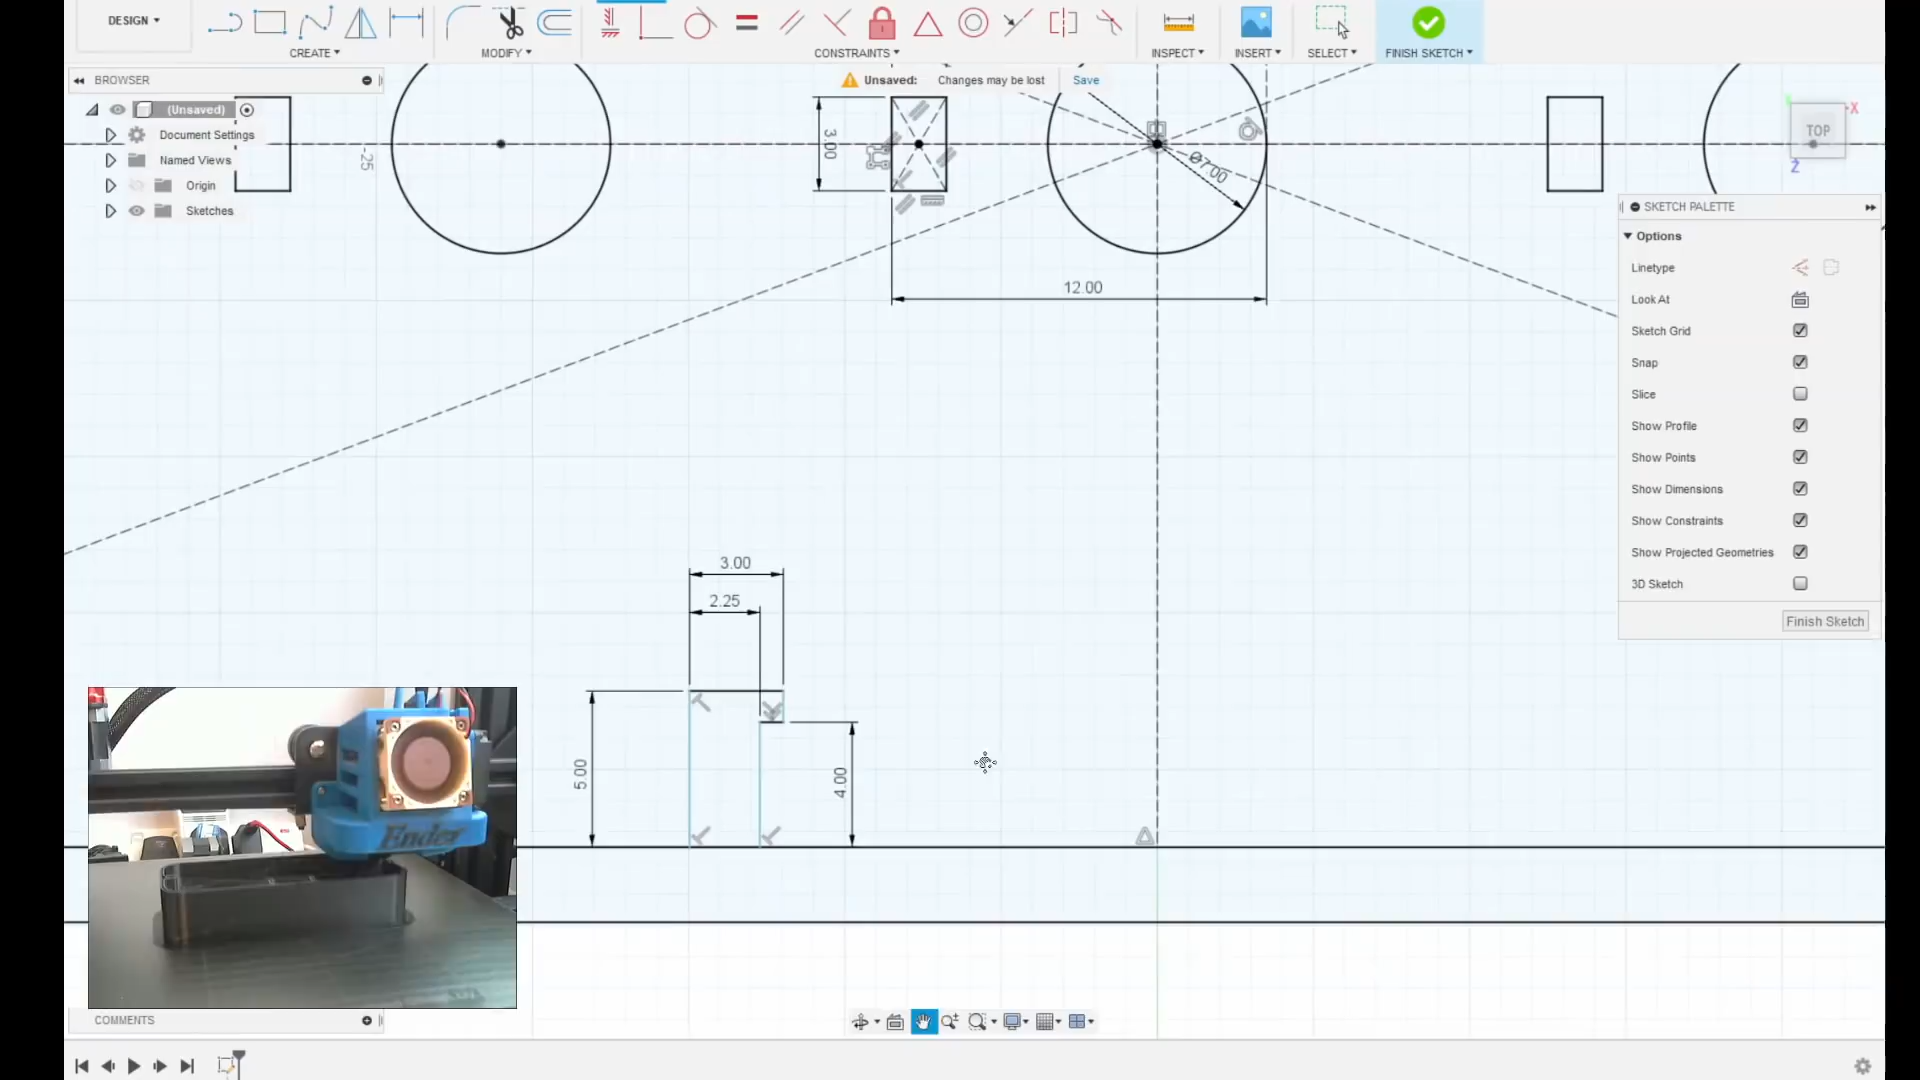 DESIGN
CREATE
MODIFY
CONSTRAINTS
INSPECT
INSERT
SELECT
FINISH SKETCH
BROWSER
Unsaved: Changes may be lost Save
(Unsaved)
Document Settings
Named Views
Origin
Sketches
-25
3.00
Ø7.00
12.00
TOP
X
Z
SKETCH PALETTE
Options
Linetype
Look At
Sketch Grid
Snap
Slice
Show Profile
Show Points
Show Dimensions
Show Constraints
Show Projected Geometries
3D Sketch
Finish Sketch
3.00
2.25
5.00
4.00
Ender
COMMENTS